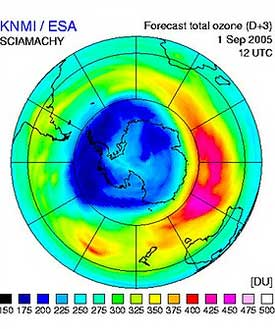 KNMI / ESA
SCIAMACHY
Forecast total ozone (D+3)
1 Sep 2005
12 UTC
[DU]
150 175 200 225 250 275 300 325 350 375 400 425 450 475 500